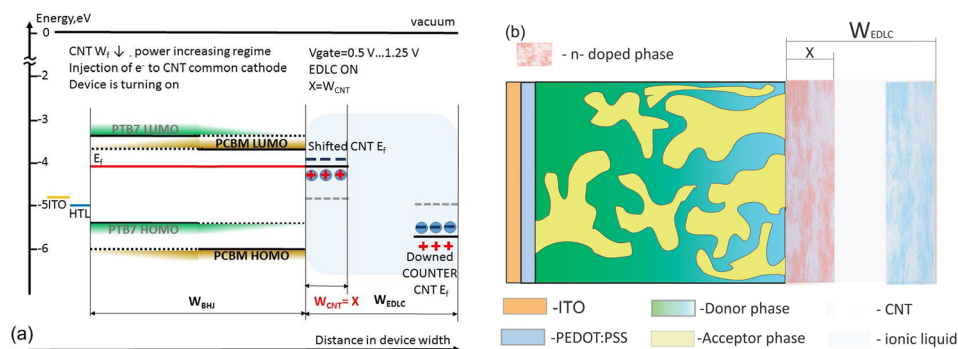 Energy,eV
vacuum
0
CNT Wf ↓ , power increasing regime
Injection of e- to CNT common cathode
Device is turning on
Vgate=0.5 V...1.25 V
EDLC ON
X=WCNT
-2
-3
PTB7 LUMO
PCBM LUMO
Shifted CNT Ef
-4
Ef
-5
ITO
HTL
PTB7 HOMO
-6
PCBM HOMO
Downed
COUNTER
CNT Ef
WBHJ
WCNT= X
WEDLC
(a)
Distance in device width
(b)
WEDLC
- n- doped phase
X
-ITO
-Donor phase
- CNT
-PEDOT:PSS
-Acceptor phase
- ionic liquid